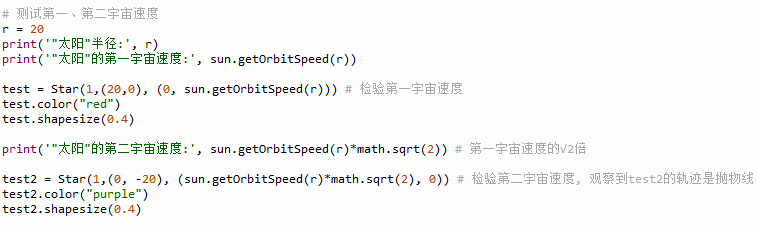 # 测试第一、第二宇宙速度
r = 20
print('"太阳"半径:', r)
print('"太阳"的第一宇宙速度:', sun.getOrbitSpeed(r))
test = Star(1,(20,0), (0, sun.getOrbitSpeed(r))) # 检验第一宇宙速度
test.color("red")
test.shapesize(0.4)
print('"太阳"的第二宇宙速度:', sun.getOrbitSpeed(r)*math.sqrt(2)) # 第一宇宙速度的√2倍
test2 = Star(1,(0, -20), (sun.getOrbitSpeed(r)*math.sqrt(2), 0)) # 检验第二宇宙速度, 观察到test2的轨迹是抛物线
test2.color("purple")
test2.shapesize(0.4)